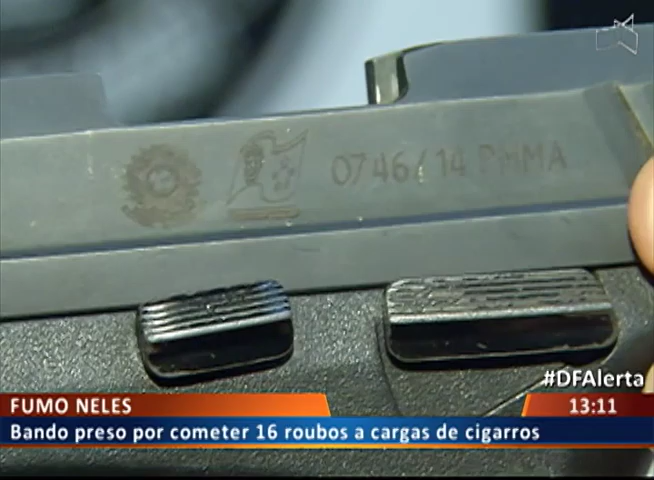 0746/14 PMMA
#DFAlerta
FUMO NELES
13:11
Bando preso por cometer 16 roubos a cargas de cigarros